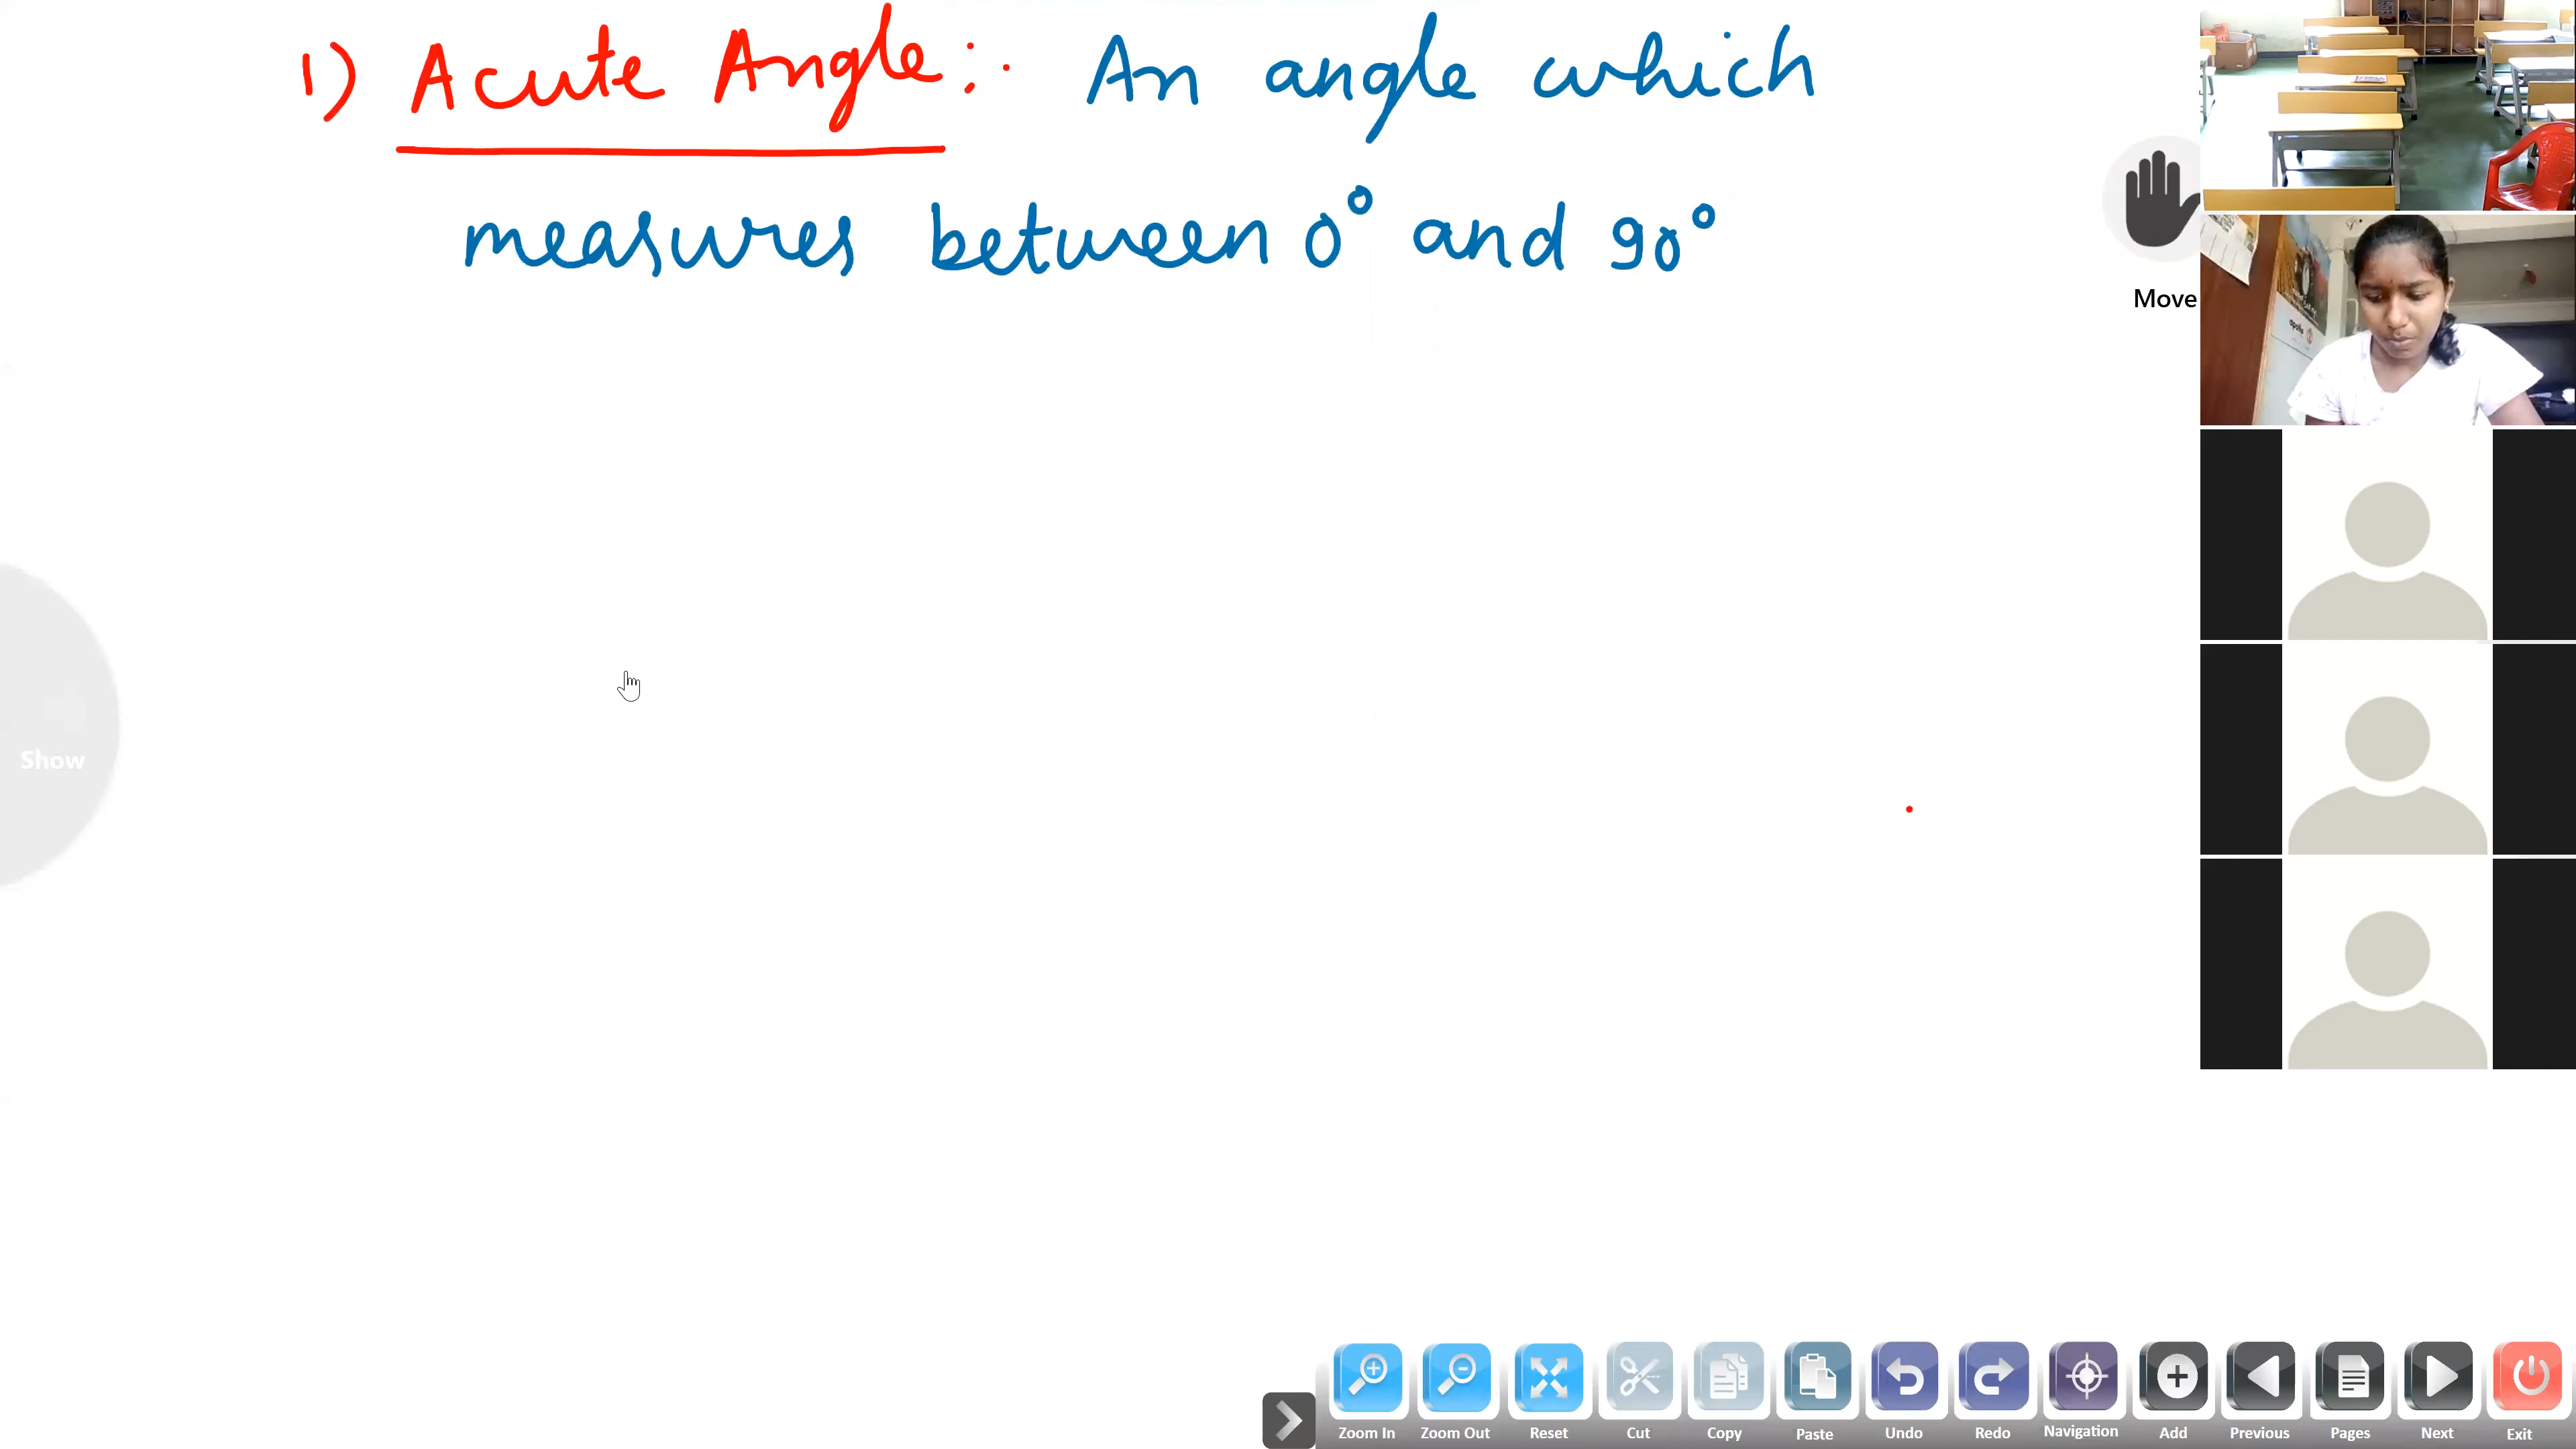 1) Acute Angle :- An angle which
measures between 0° and 90°
Move
apollo
Show
Zoom In Zoom Out Reset Cut Copy Paste Undo Redo Navigation Add Previous Pages Next Exit